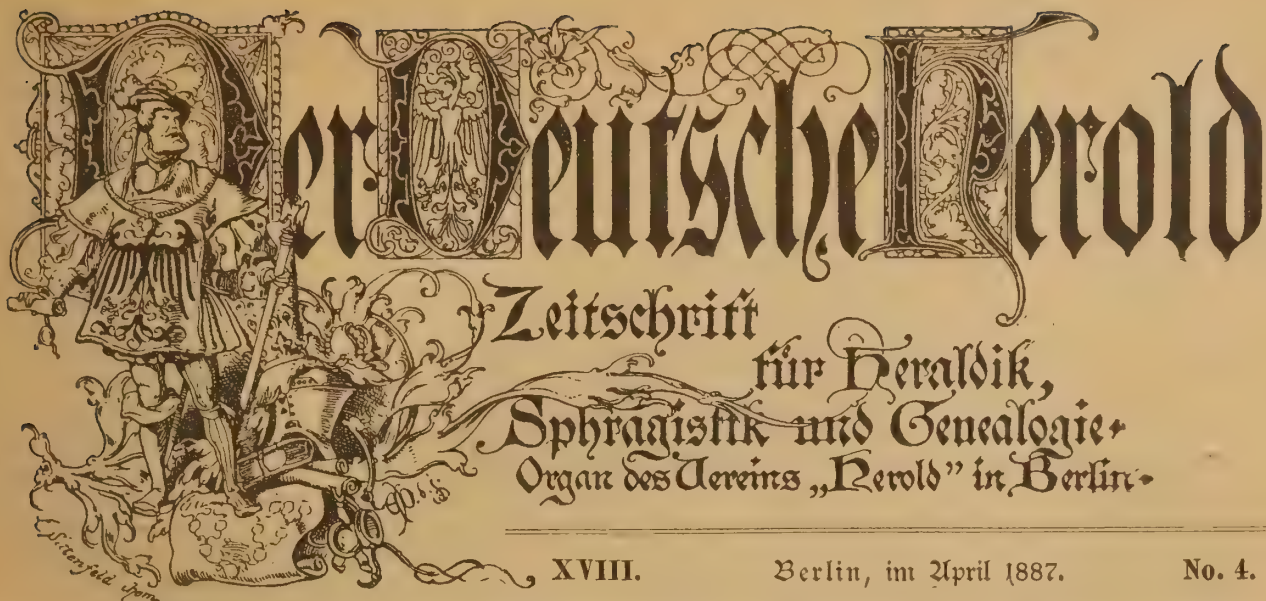 Der Deutsche Herold
Zeitschrift
für Heraldik,
Sphragistik und Genealogie.
Organ des Vereins „Herold" in Berlin.
XVIII. Berlin, im April 1887. No. 4.